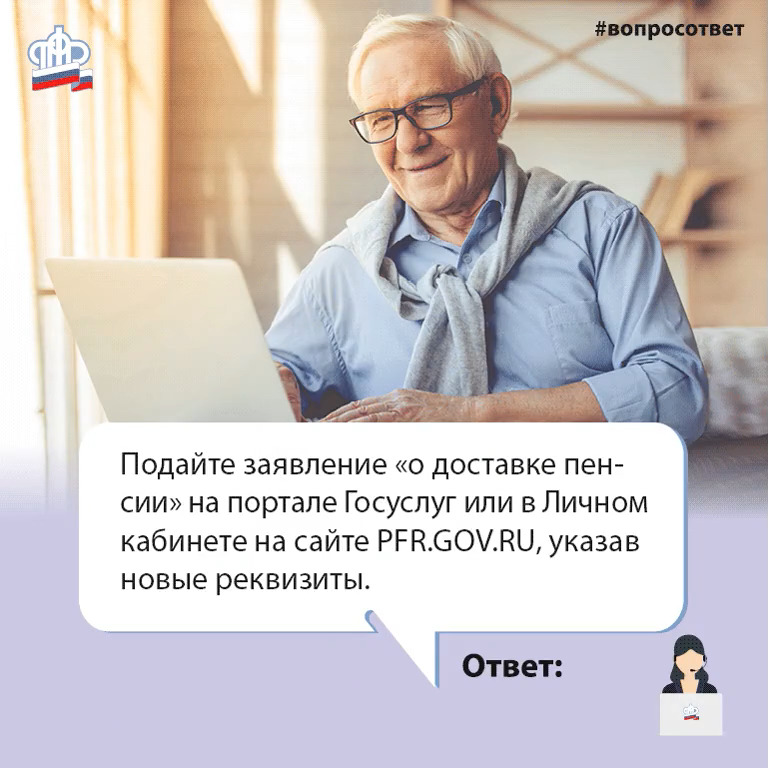 #вопросответ
Подайте заявление «о доставке пен-
сии» на портале Госуслуг или в Личном
кабинете на сайте PFR.GOV.RU, указав
новые реквизиты.
Ответ: